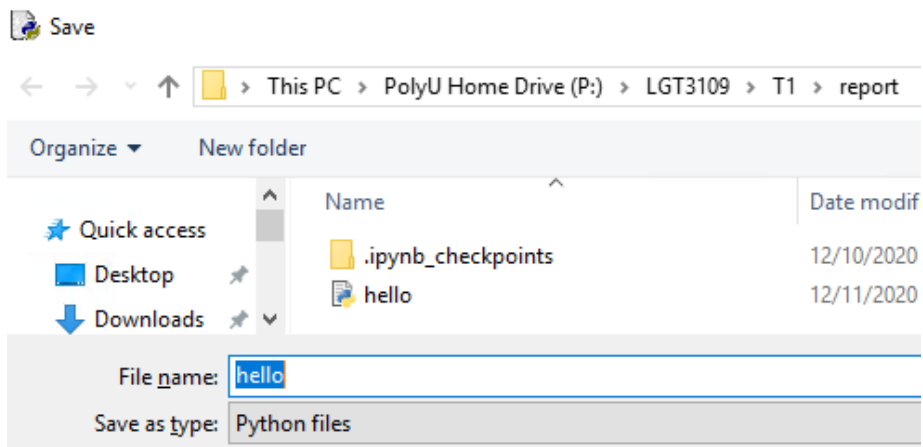 Save
This PC > PolyU Home Drive (P:) > LGT3109 > T1 > report
Organize New folder
Name Date modif
Quick access
.ipynb_checkpoints 12/10/2020
Desktop
hello 12/11/2020
Downloads
File name: hello
Save as type: Python files